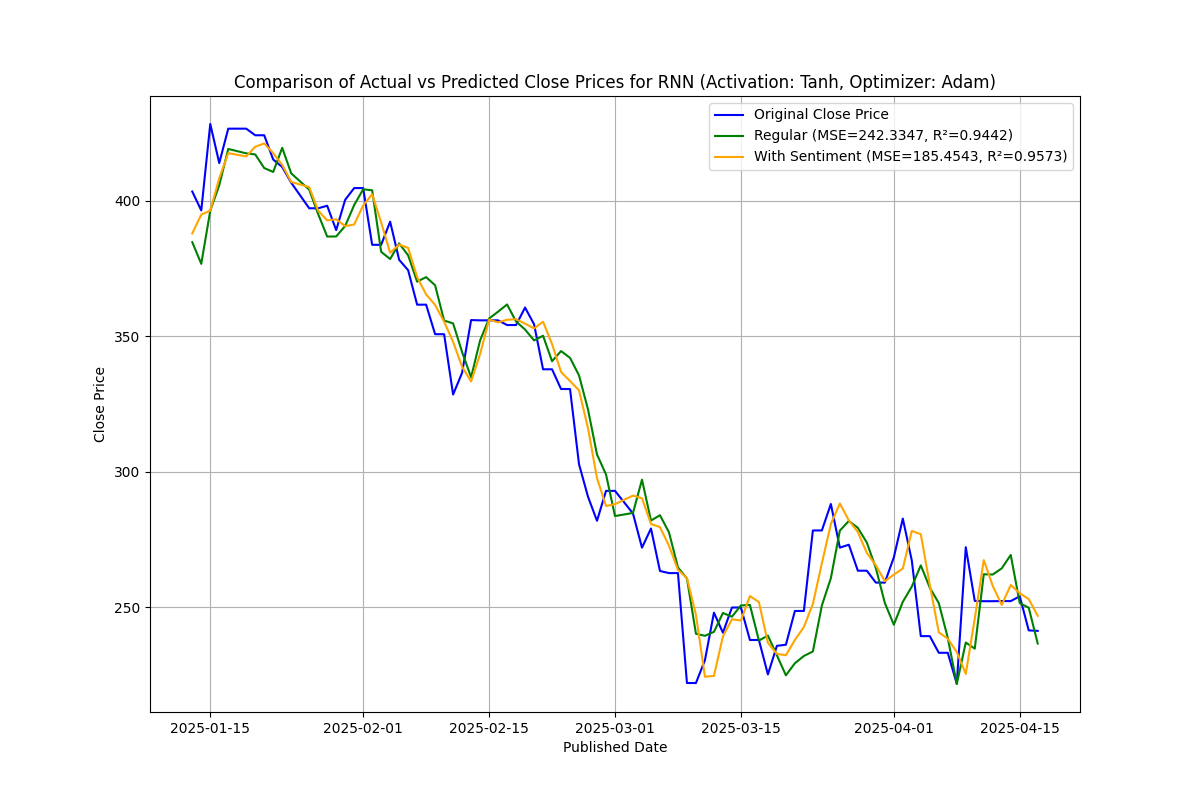 Comparison of Actual vs Predicted Close Prices for RNN (Activation: Tanh, Optimizer: Adam)
Original Close Price
Regular (MSE=242.3347, R²=0.9442)
With Sentiment (MSE=185.4543, R²=0.9573)
Close Price
400
350
300
250
2025-01-15
2025-02-01
2025-02-15
2025-03-01
2025-03-15
2025-04-01
2025-04-15
Published Date